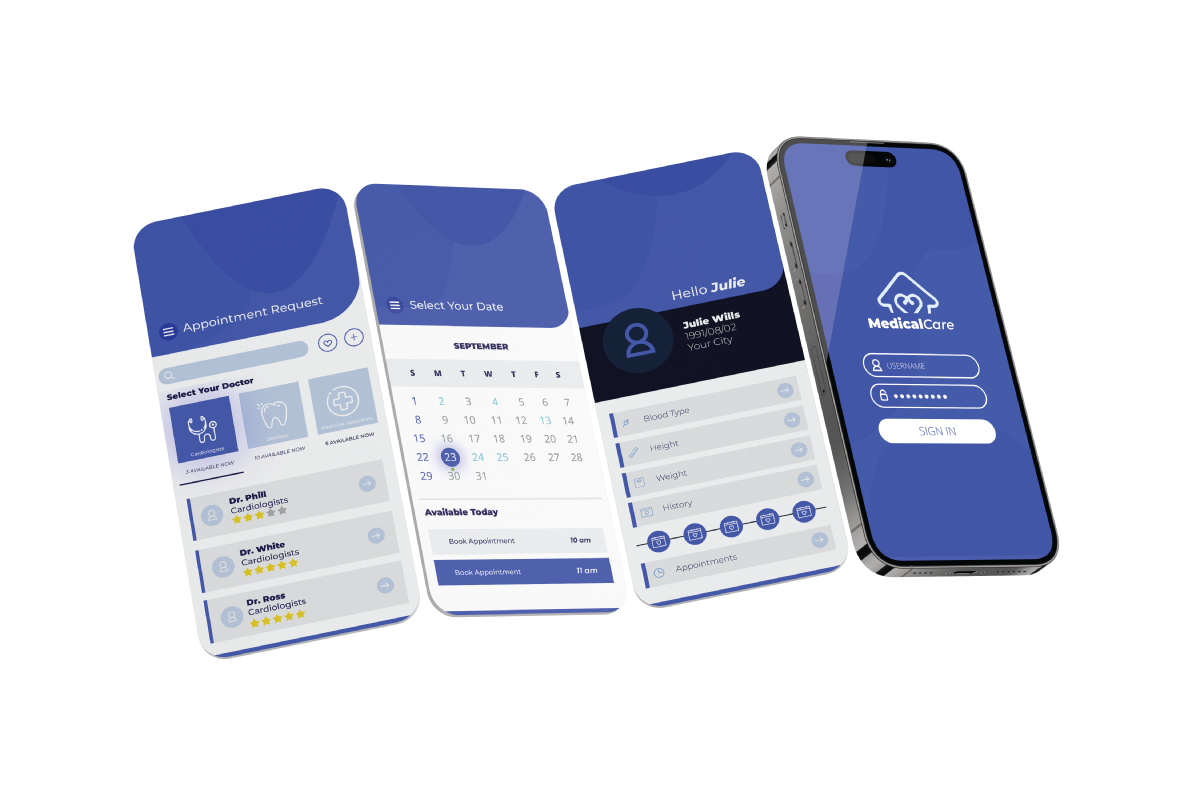 Appointment Request
Select Your Doctor
Cardiologists
3 AVAILABLE NOW
Dentists
10 AVAILABLE NOW
Medicine Specialists
5 AVAILABLE NOW
Dr. Phill
Cardiologists
Dr. White
Cardiologists
Dr. Ross
Cardiologists
Select Your Date
SEPTEMBER
S M T W T F S
1 2 3 4 5 6 7
8 9 10 11 12 13 14
15 16 17 18 19 20 21
22 23 24 25 26 27 28
29 30 31
Available Today
Book Appointment 10 am
Book Appointment 11 am
Hello Julie
Julie Wills
1991/08/02
Your City
Blood Type
Height
Weight
History
Appointments
MedicalCare
USERNAME
SIGN IN